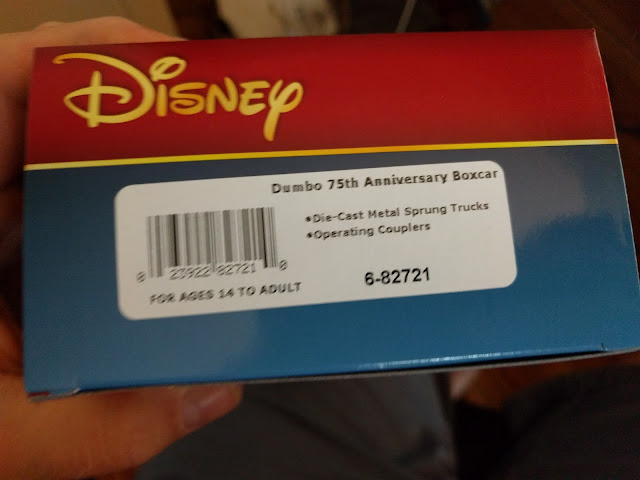 Disney
Dumbo 75th Anniversary Boxcar
•Die-Cast Metal Sprung Trucks
•Operating Couplers
0 23922 82721 0
FOR AGES 14 TO ADULT
6-82721